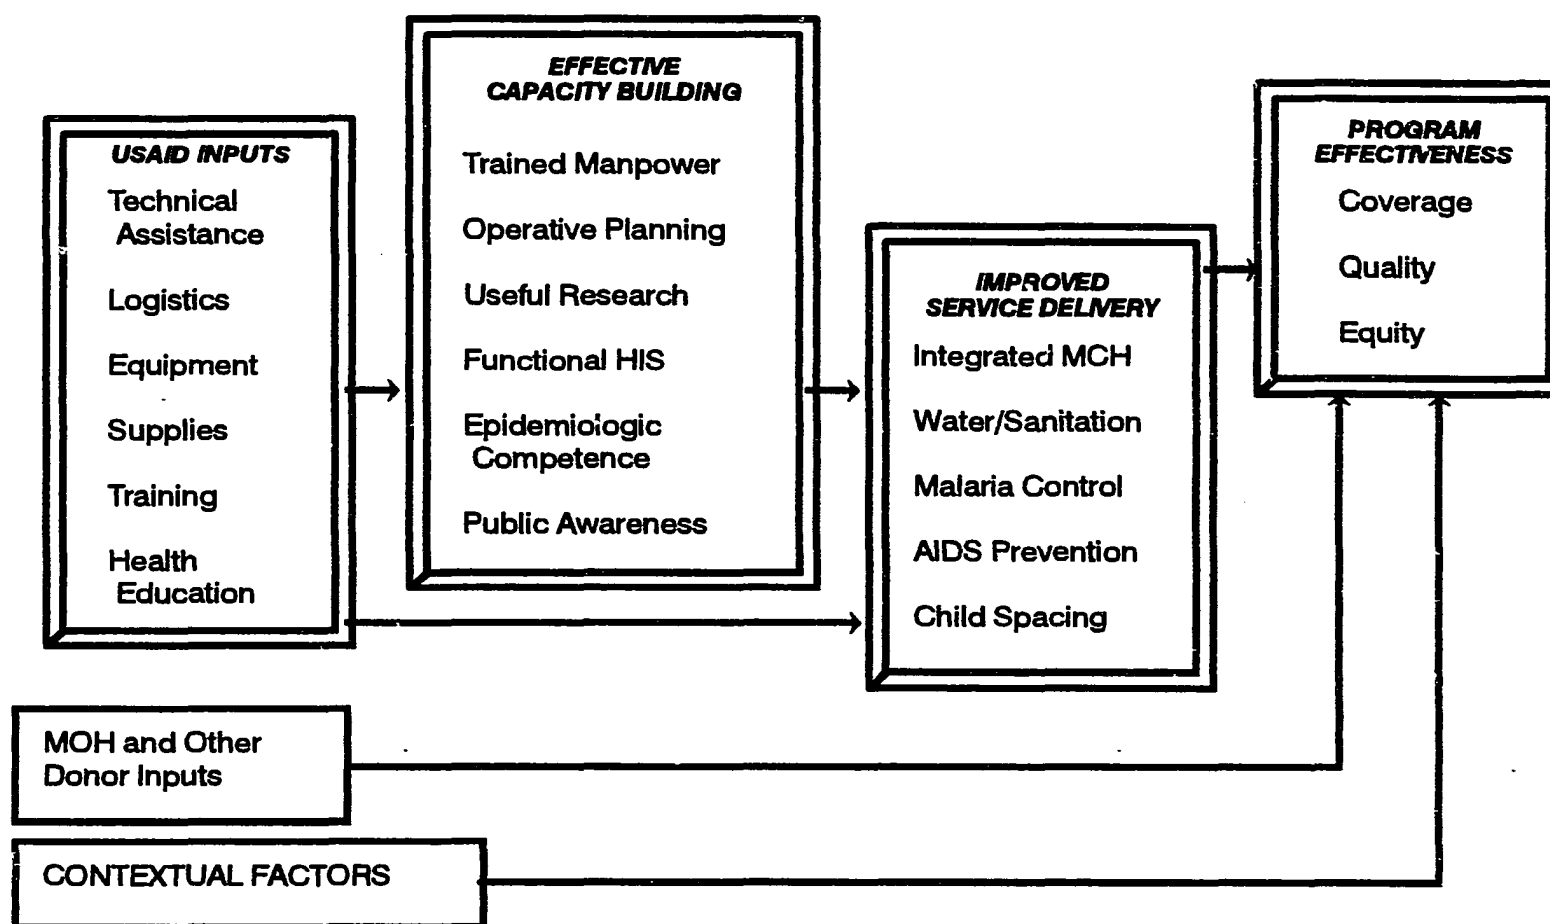 USAID INPUTS
Technical
Assistance
Logistics
Equipment
Supplies
Training
Health
Education
EFFECTIVE
CAPACITY BUILDING
Trained Manpower
Operative Planning
Useful Research
Functional HIS
Epidemiologic
Competence
Public Awareness
IMPROVED
SERVICE DELIVERY
Integrated MCH
Water/Sanitation
Malaria Control
AIDS Prevention
Child Spacing
PROGRAM
EFFECTIVENESS
Coverage
Quality
Equity
MOH and Other
Donor Inputs
CONTEXTUAL FACTORS